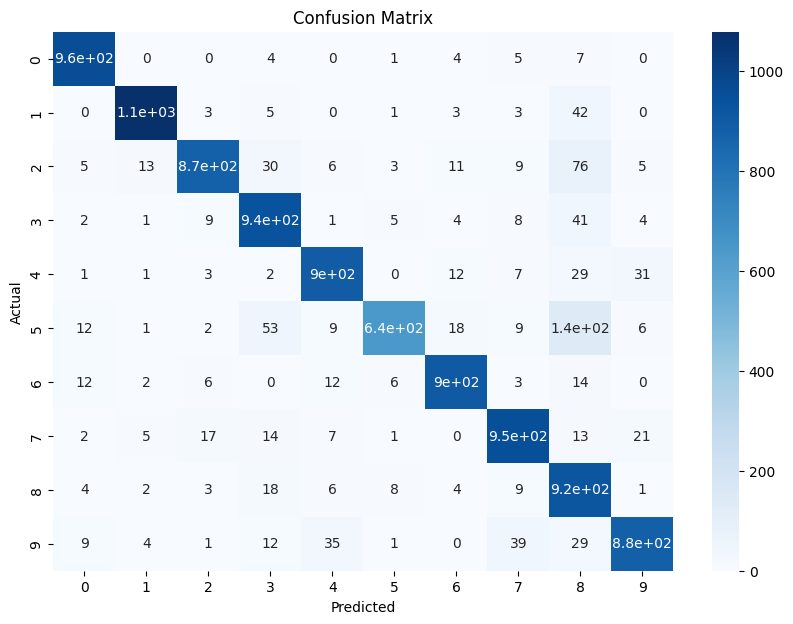 Confusion Matrix
0 9.6e+02 0 0 4 0 1 4 5 7 0
1 0 1.1e+03 3 5 0 1 3 3 42 0
2 5 13 8.7e+02 30 6 3 11 9 76 5
3 2 1 9 9.4e+02 1 5 4 8 41 4
4 1 1 3 2 9e+02 0 12 7 29 31
5 12 1 2 53 9 6.4e+02 18 9 1.4e+02 6
6 12 2 6 0 12 6 9e+02 3 14 0
7 2 5 17 14 7 1 0 9.5e+02 13 21
8 4 2 3 18 6 8 4 9 9.2e+02 1
9 9 4 1 12 35 1 0 39 29 8.8e+02
0 1 2 3 4 5 6 7 8 9
Predicted
Actual
1000
800
600
400
200
0